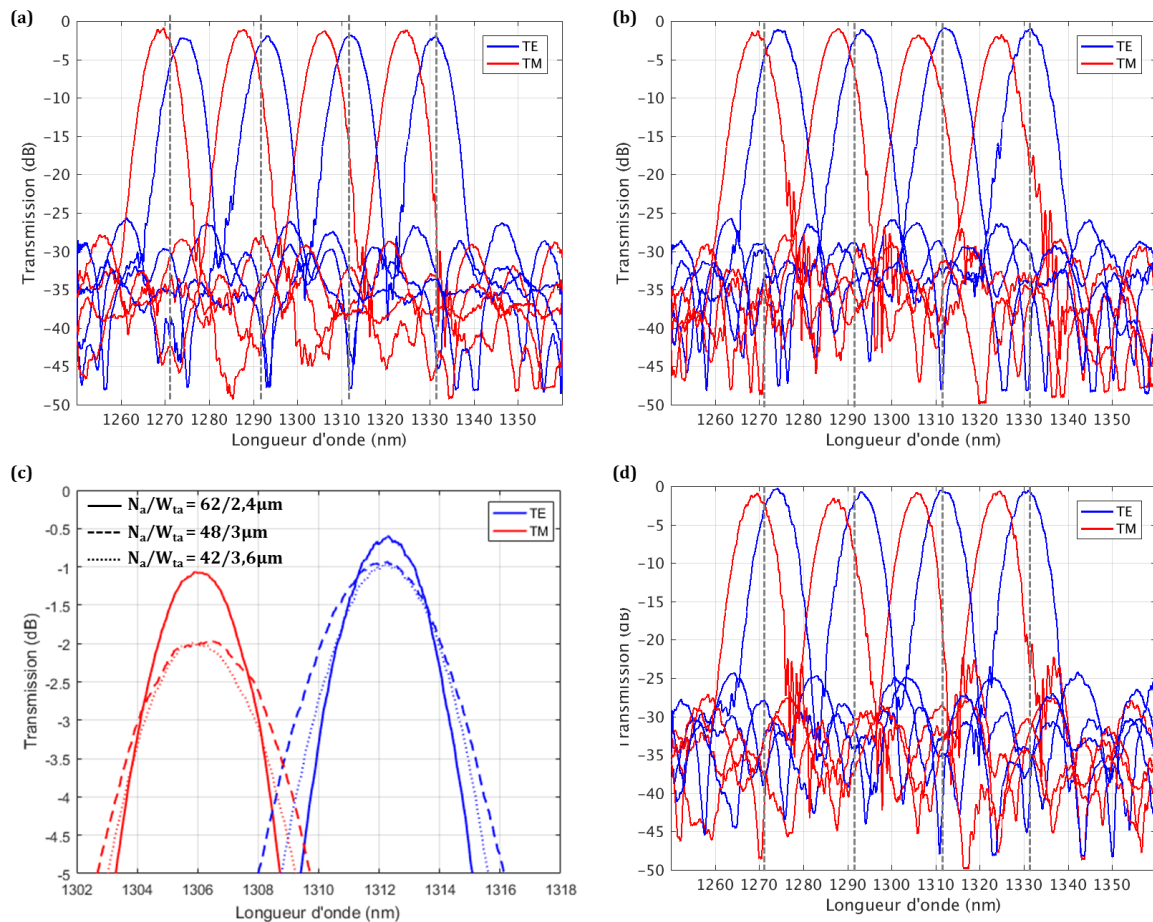 (a)
0
-5
-10
-15
-20
-25
-30
-35
-40
-45
-50
Transmission (dB)
TE
TM
1260 1270 1280 1290 1300 1310 1320 1330 1340 1350
Longueur d'onde (nm)
(b)
0
-5
-10
-15
-20
-25
-30
-35
-40
-45
-50
Transmission (dB)
TE
TM
1260 1270 1280 1290 1300 1310 1320 1330 1340 1350
Longueur d'onde (nm)
(c)
0
-0.5
-1
-1.5
-2
-2.5
-3
-3.5
-4
-4.5
-5
Transmission (dB)
Na/Wta = 62/2,4µm
Na/Wta = 48/3µm
Na/Wta = 42/3,6µm
TE
TM
1302 1304 1306 1308 1310 1312 1314 1316 1318
Longueur d'onde (nm)
(d)
0
-5
-10
-15
-20
-25
-30
-35
-40
-45
-50
Transmission (dB)
TE
TM
1260 1270 1280 1290 1300 1310 1320 1330 1340 1350
Longueur d'onde (nm)